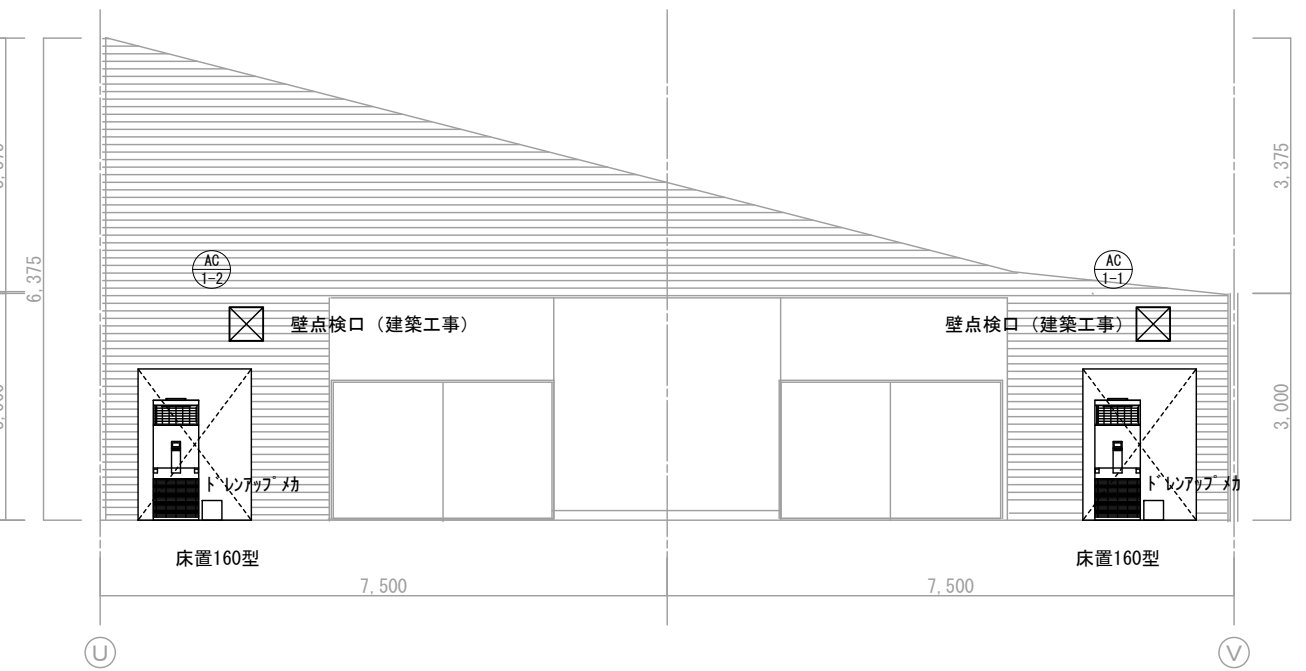 3,375
6,375
AC
1-2
AC
1-1
壁点検口（建築工事）
壁点検口（建築工事）
3,000
ドレンアップメカ
ドレンアップメカ
床置160型
床置160型
7,500
7,500
U
V